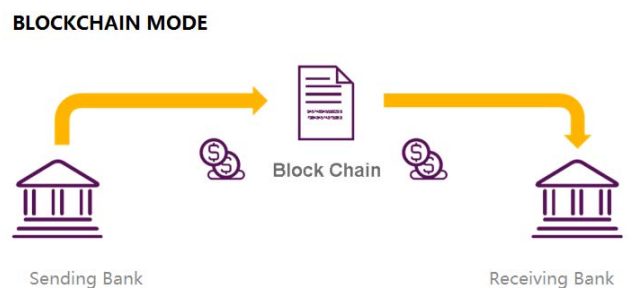 BLOCKCHAIN MODE
$ $
Block Chain
$ $
Sending Bank
Receiving Bank